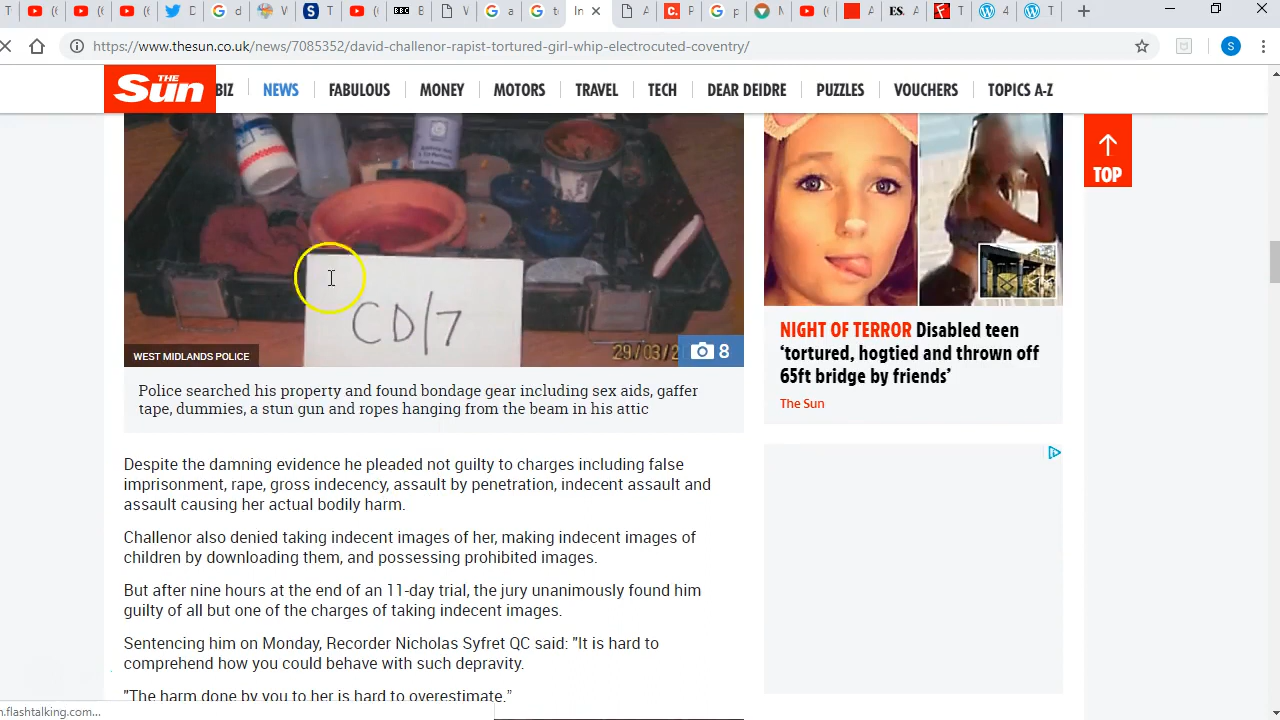 T
(6
(6
(6
T
G d
W
S T
(
BBC B
W
G a
G t
In
A
C. P
G p
M
(
A
ES. A
T
4
T
https://www.thesun.co.uk/news/7085352/david-challenor-rapist-tortured-girl-whip-electrocuted-coventry/
S
THE
Sun
BIZ NEWS FABULOUS MONEY MOTORS TRAVEL TECH DEAR DEIDRE PUZZLES VOUCHERS TOPICS A-Z
TOP
CD/7
WEST MIDLANDS POLICE
8
Police searched his property and found bondage gear including sex aids, gaffer
tape, dummies, a stun gun and ropes hanging from the beam in his attic
Despite the damning evidence he pleaded not guilty to charges including false
imprisonment, rape, gross indecency, assault by penetration, indecent assault and
assault causing her actual bodily harm.
Challenor also denied taking indecent images of her, making indecent images of
children by downloading them, and possessing prohibited images.
But after nine hours at the end of an 11-day trial, the jury unanimously found him
guilty of all but one of the charges of taking indecent images.
Sentencing him on Monday, Recorder Nicholas Syfret QC said: "It is hard to
comprehend how you could behave with such depravity.
"The harm done by you to her is hard to overestimate."
NIGHT OF TERROR Disabled teen
‘tortured, hogtied and thrown off
65ft bridge by friends’
The Sun
n.flashtalking.com...